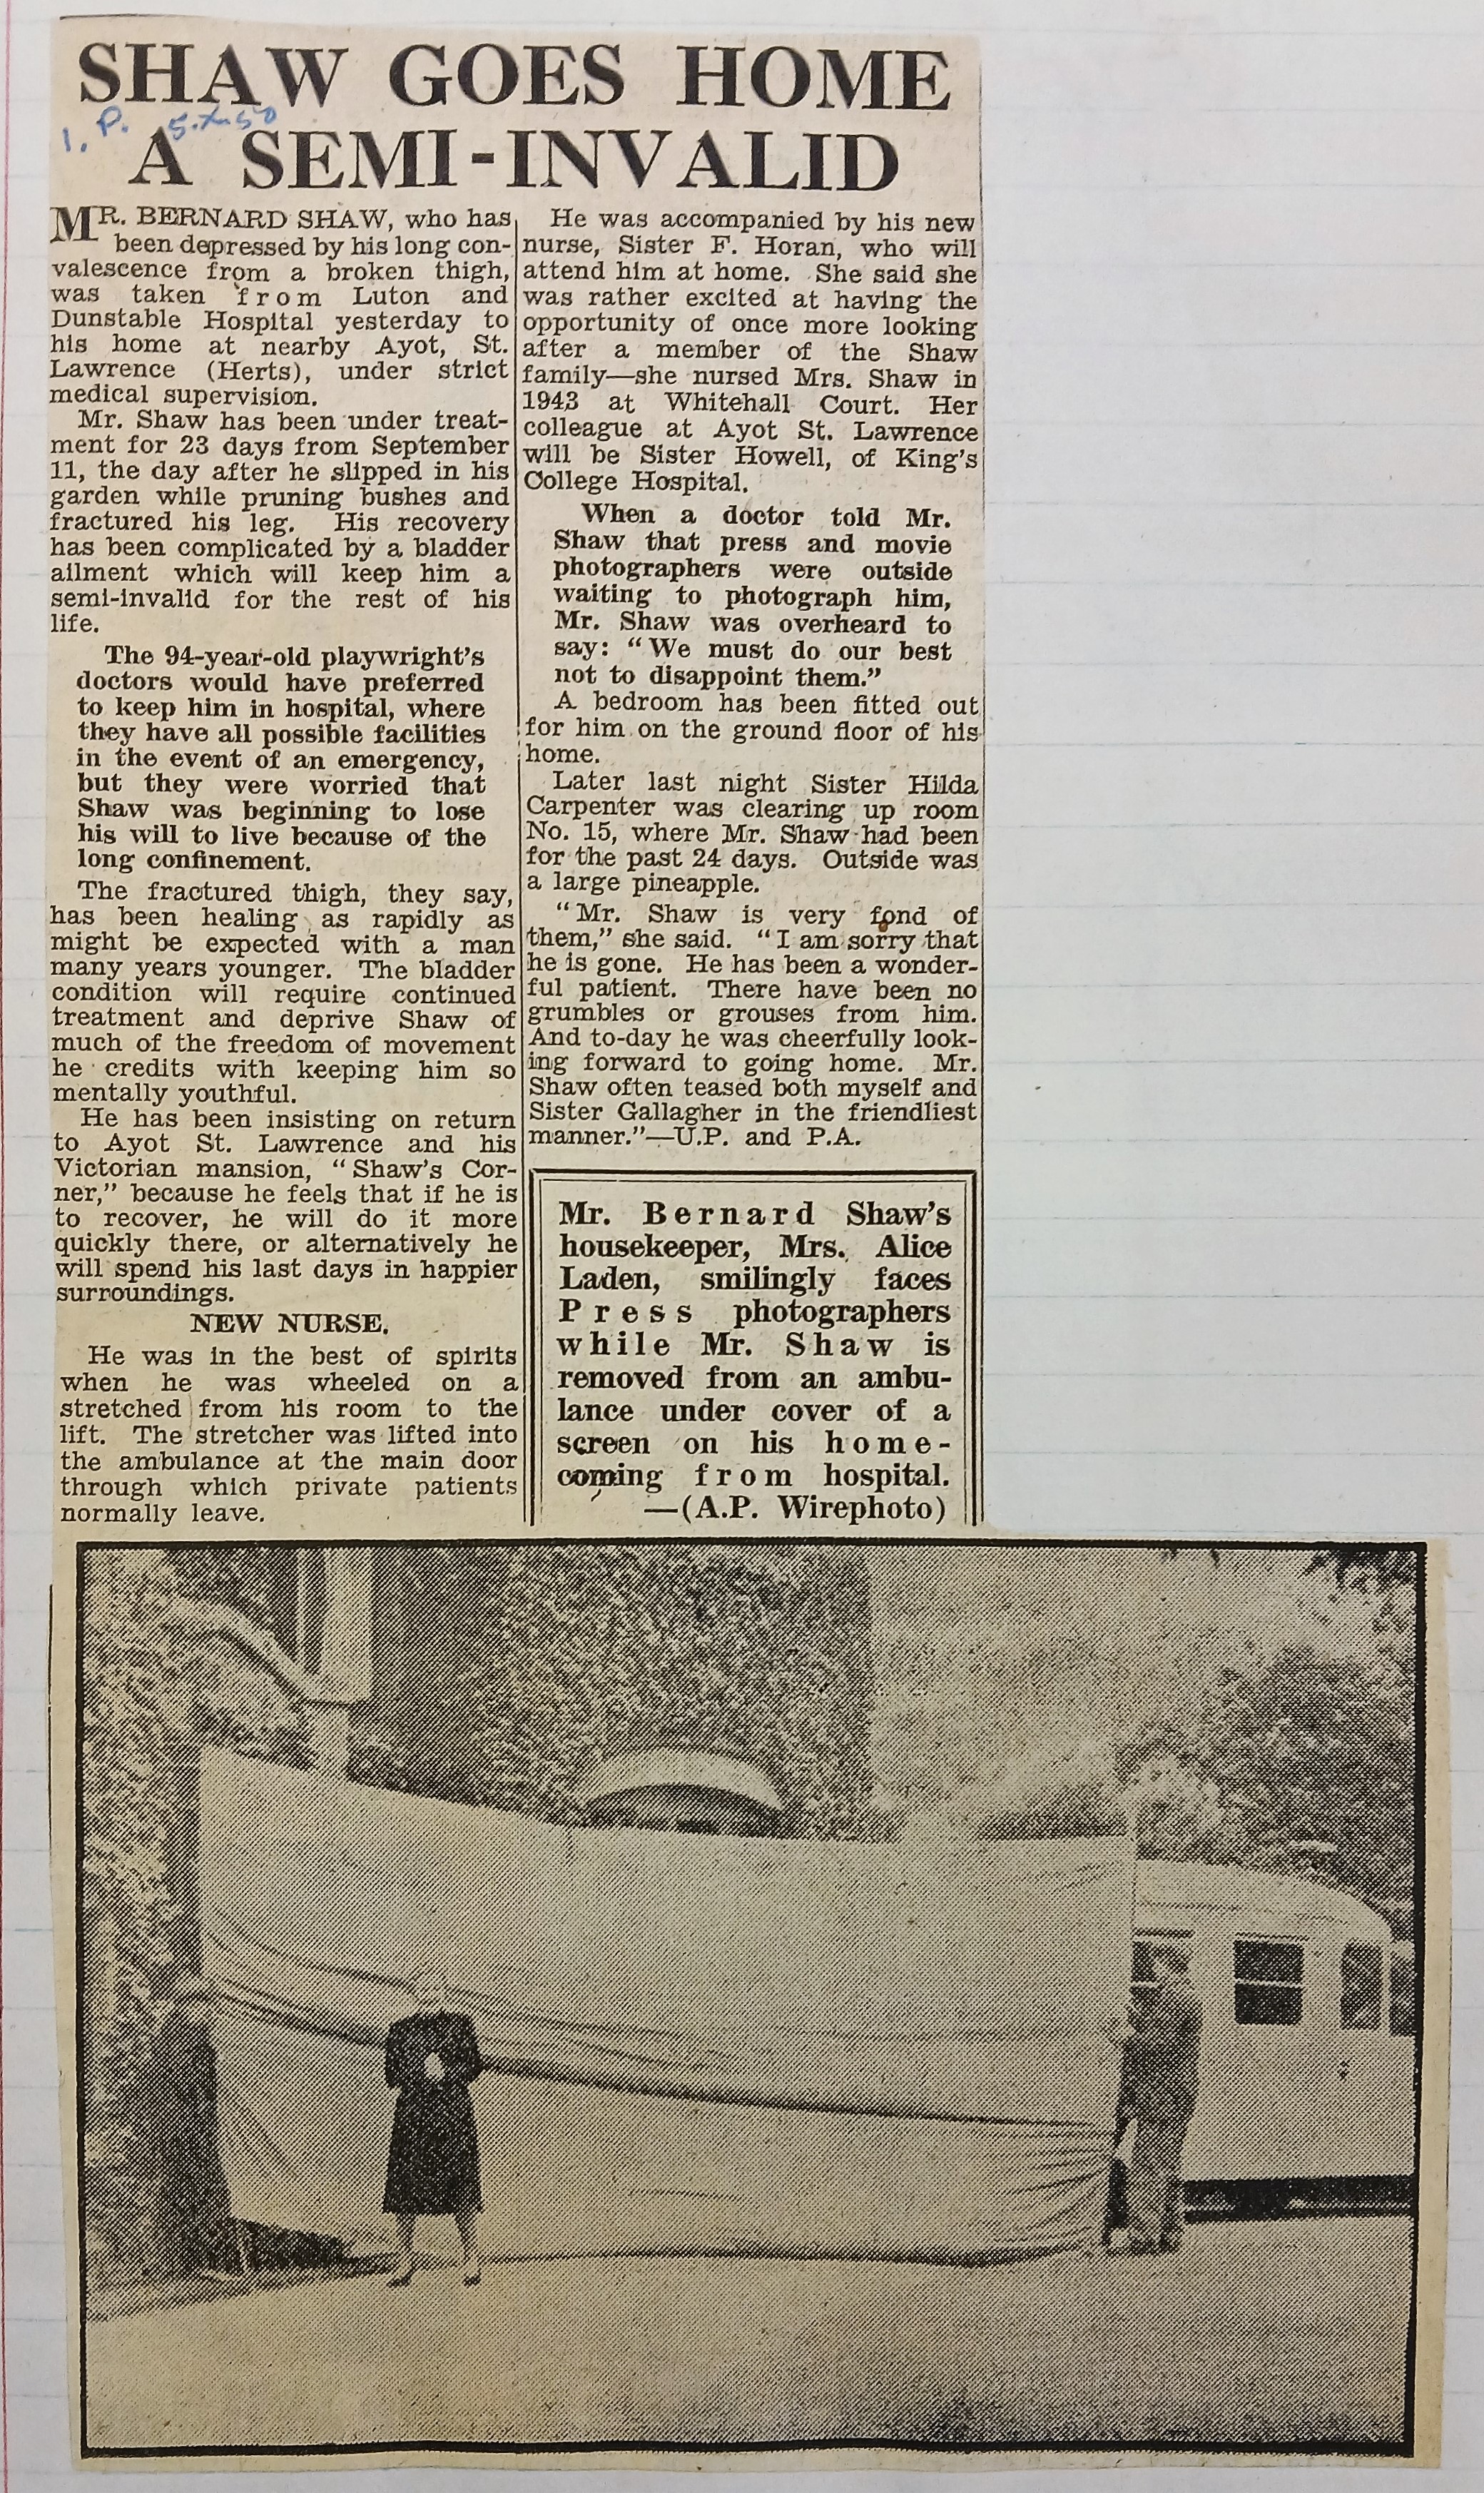 SHAW GOES HOME
I. P. 5.X.50
A SEMI-INVALID
MR. BERNARD SHAW, who has
been depressed by his long con-
valescence from a broken thigh,
was taken from Luton and
Dunstable Hospital yesterday to
his home at nearby Ayot, St.
Lawrence (Herts), under strict
medical supervision.
Mr. Shaw has been under treat-
ment for 23 days from September
11, the day after he slipped in his
garden while pruning bushes and
fractured his leg. His recovery
has been complicated by a bladder
ailment which will keep him a
semi-invalid for the rest of his
life.
The 94-year-old playwright's
doctors would have preferred
to keep him in hospital, where
they have all possible facilities
in the event of an emergency,
but they were worried that
Shaw was beginning to lose
his will to live because of the
long confinement.
The fractured thigh, they say,
has been healing as rapidly as
might be expected with a man
many years younger. The bladder
condition will require continued
treatment and deprive Shaw of
much of the freedom of movement
he credits with keeping him so
mentally youthful.
He has been insisting on return
to Ayot St. Lawrence and his
Victorian mansion, "Shaw's Cor-
ner," because he feels that if he is
to recover, he will do it more
quickly there, or alternatively he
will spend his last days in happier
surroundings.
NEW NURSE.
He was in the best of spirits
when he was wheeled on a
stretched from his room to the
lift. The stretcher was lifted into
the ambulance at the main door
through which private patients
normally leave.
He was accompanied by his new
nurse, Sister F. Horan, who will
attend him at home. She said she
was rather excited at having the
opportunity of once more looking
after a member of the Shaw
family—she nursed Mrs. Shaw in
1943 at Whitehall Court. Her
colleague at Ayot St. Lawrence
will be Sister Howell, of King's
College Hospital.
When a doctor told Mr.
Shaw that press and movie
photographers were outside
waiting to photograph him,
Mr. Shaw was overheard to
say: "We must do our best
not to disappoint them."
A bedroom has been fitted out
for him on the ground floor of his
home.
Later last night Sister Hilda
Carpenter was clearing up room
No. 15, where Mr. Shaw had been
for the past 24 days. Outside was
a large pineapple.
"Mr. Shaw is very fond of
them," she said. "I am sorry that
he is gone. He has been a wonder-
ful patient. There have been no
grumbles or grouses from him.
And to-day he was cheerfully look-
ing forward to going home. Mr.
Shaw often teased both myself and
Sister Gallagher in the friendliest
manner."—U.P. and P.A.
Mr. Bernard Shaw's
housekeeper, Mrs. Alice
Laden, smilingly faces
Press photographers
while Mr. Shaw is
removed from an ambu-
lance under cover of a
screen on his home-
coming from hospital.
—(A.P. Wirephoto)